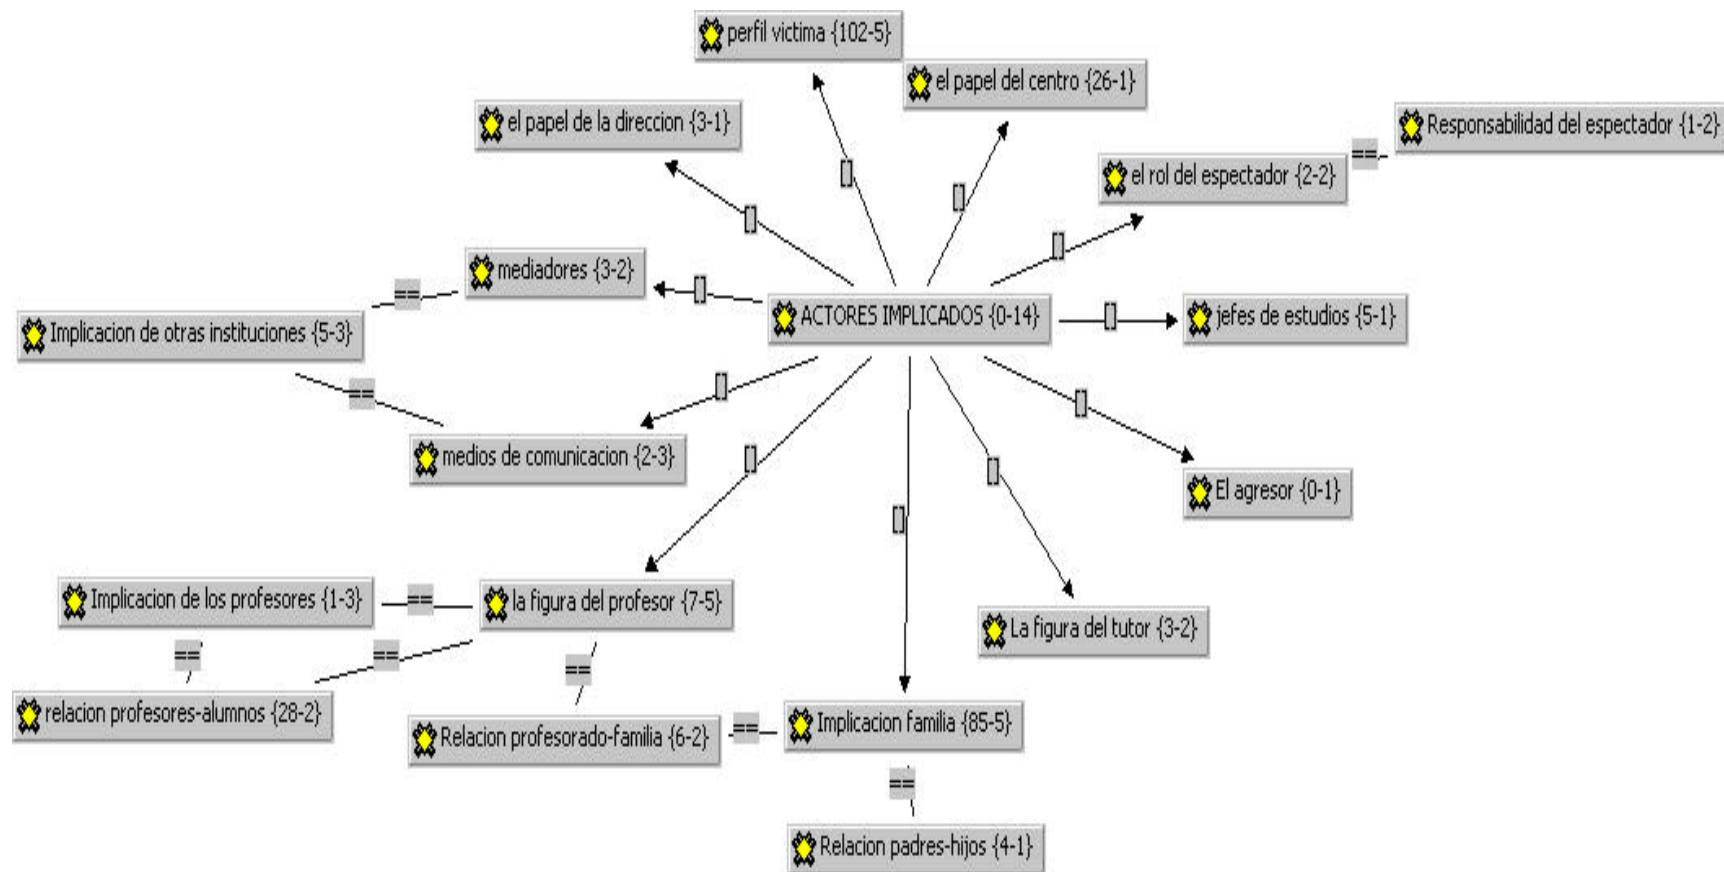 perfil victima {102-5}
el papel del centro {26-1}
el papel de la direccion {3-1}
Responsabilidad del espectador {1-2}
==
el rol del espectador {2-2}
mediadores {3-2}
==
ACTORES IMPLICADOS {0-14}
jefes de estudios {5-1}
Implicacion de otras instituciones {5-3}
==
medios de comunicacion {2-3}
El agresor {0-1}
Implicacion de los profesores {1-3}
==
la figura del profesor {7-5}
La figura del tutor {3-2}
==
==
==
relacion profesores-alumnos {28-2}
Relacion profesorado-familia {6-2}
==
Implicacion familia {85-5}
==
Relacion padres-hijos {4-1}